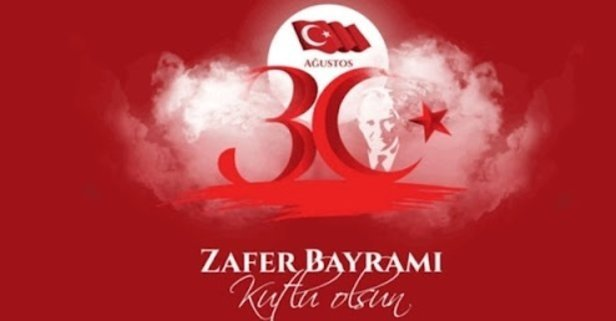 AĞUSTOS
30
ZAFER BAYRAMI
Kutlu olsun